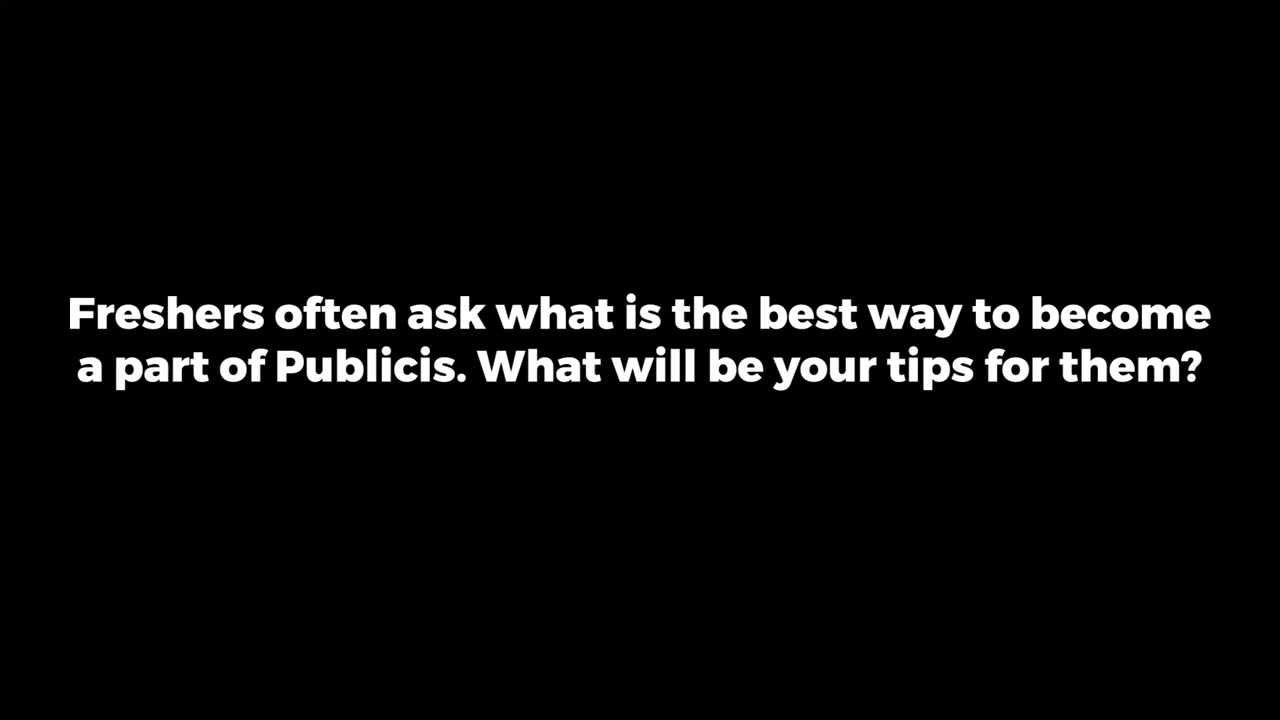 Freshers often ask what is the best way to become
a part of Publicis. What will be your tips for them?